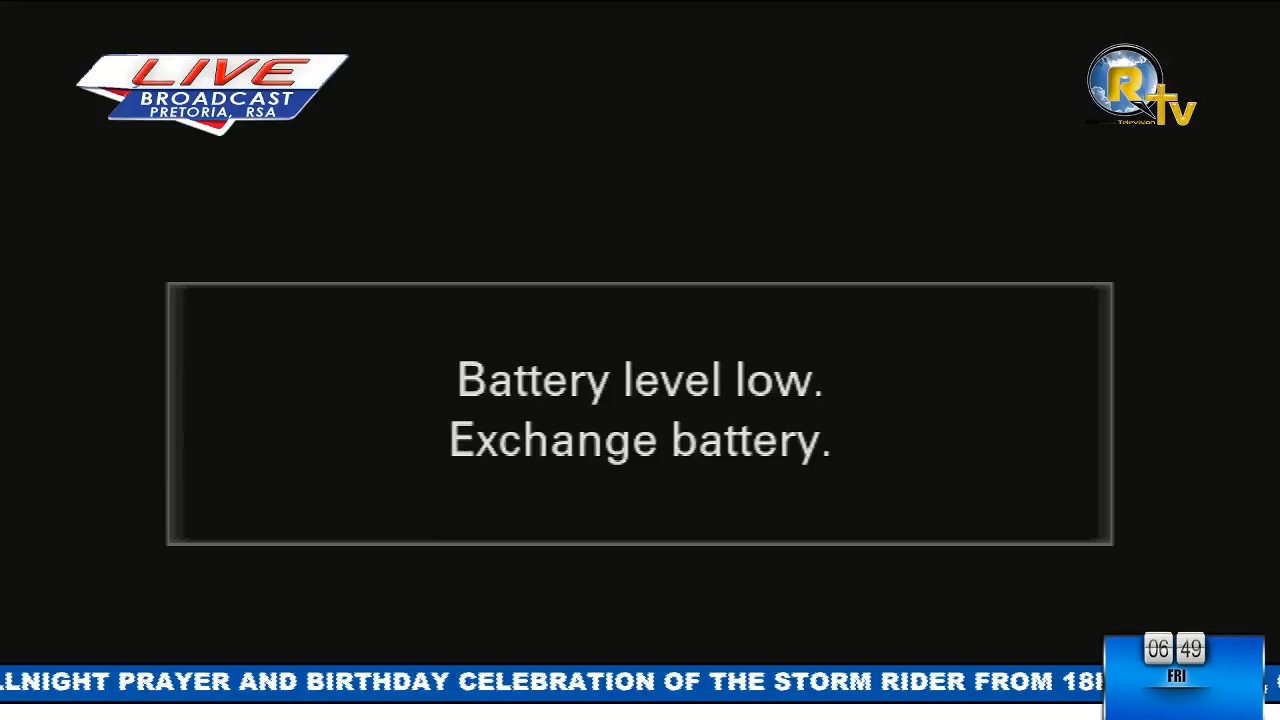 LIVE
BROADCAST
PRETORIA, RSA
R
TV
Television
Battery level low.
Exchange battery.
LLNIGHT PRAYER AND BIRTHDAY CELEBRATION OF THE STORM RIDER FROM 18
06 49
FRI